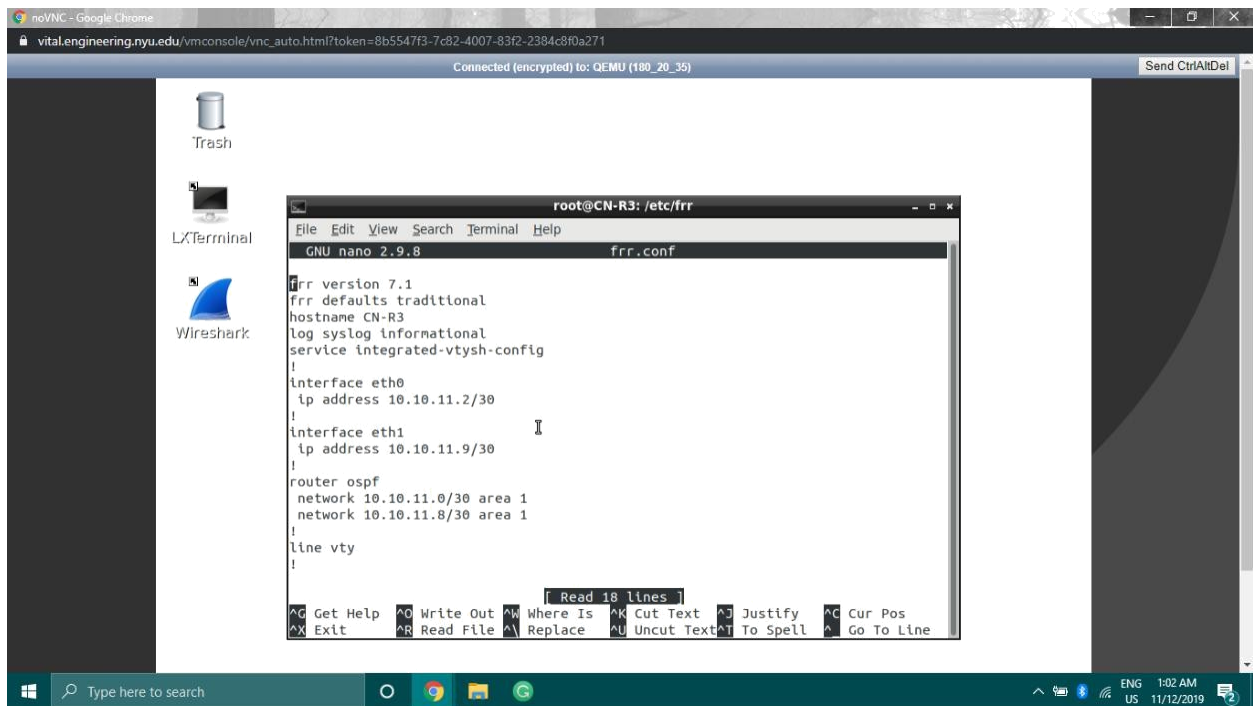 noVNC - Google Chrome
vital.engineering.nyu.edu/vmconsole/vnc_auto.html?token=8b5547f3-7c82-4007-83f2-2384c8f0a271
Connected (encrypted) to: QEMU (180_20_35)
Send CtrlAltDel
Trash
LXTerminal
Wireshark
root@CN-R3: /etc/frr
File Edit View Search Terminal Help
GNU nano 2.9.8 frr.conf
frr version 7.1
frr defaults traditional
hostname CN-R3
log syslog informational
service integrated-vtysh-config
!
interface eth0
ip address 10.10.11.2/30
!
interface eth1
ip address 10.10.11.9/30
!
router ospf
network 10.10.11.0/30 area 1
network 10.10.11.8/30 area 1
!
line vty
!
[ Read 18 lines ]
^G Get Help ^O Write Out ^W Where Is ^K Cut Text ^J Justify ^C Cur Pos
^X Exit ^R Read File ^\ Replace ^U Uncut Text ^T To Spell ^_ Go To Line
Type here to search
ENG 1:02 AM
US 11/12/2019
2